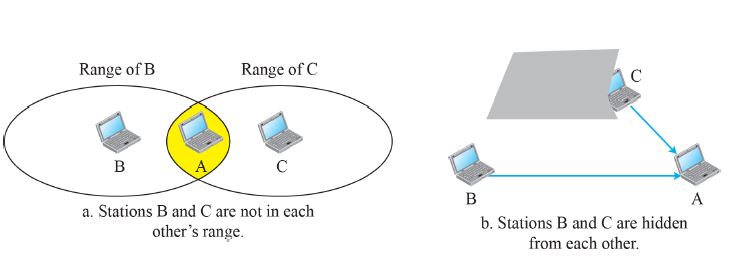 Range of B
Range of C
B
A
C
a. Stations B and C are not in each
other's range.
C
B
A
b. Stations B and C are hidden
from each other.